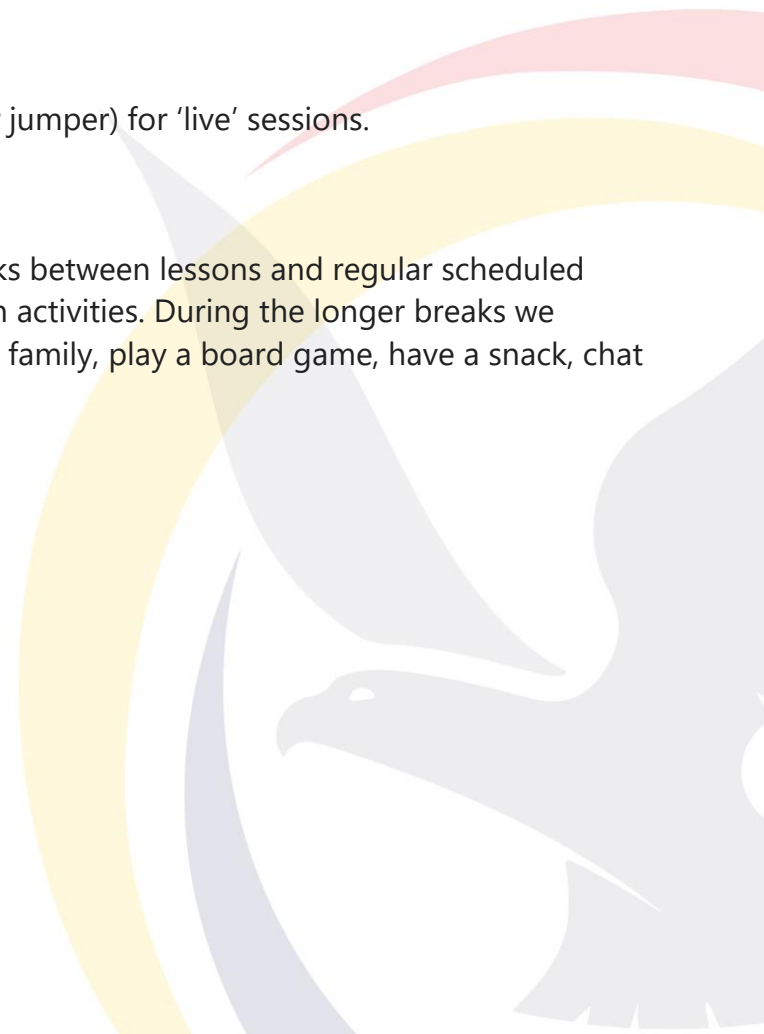 jumper) for ‘live’ sessions.
ks between lessons and regular scheduled
activities. During the longer breaks we
family, play a board game, have a snack, chat